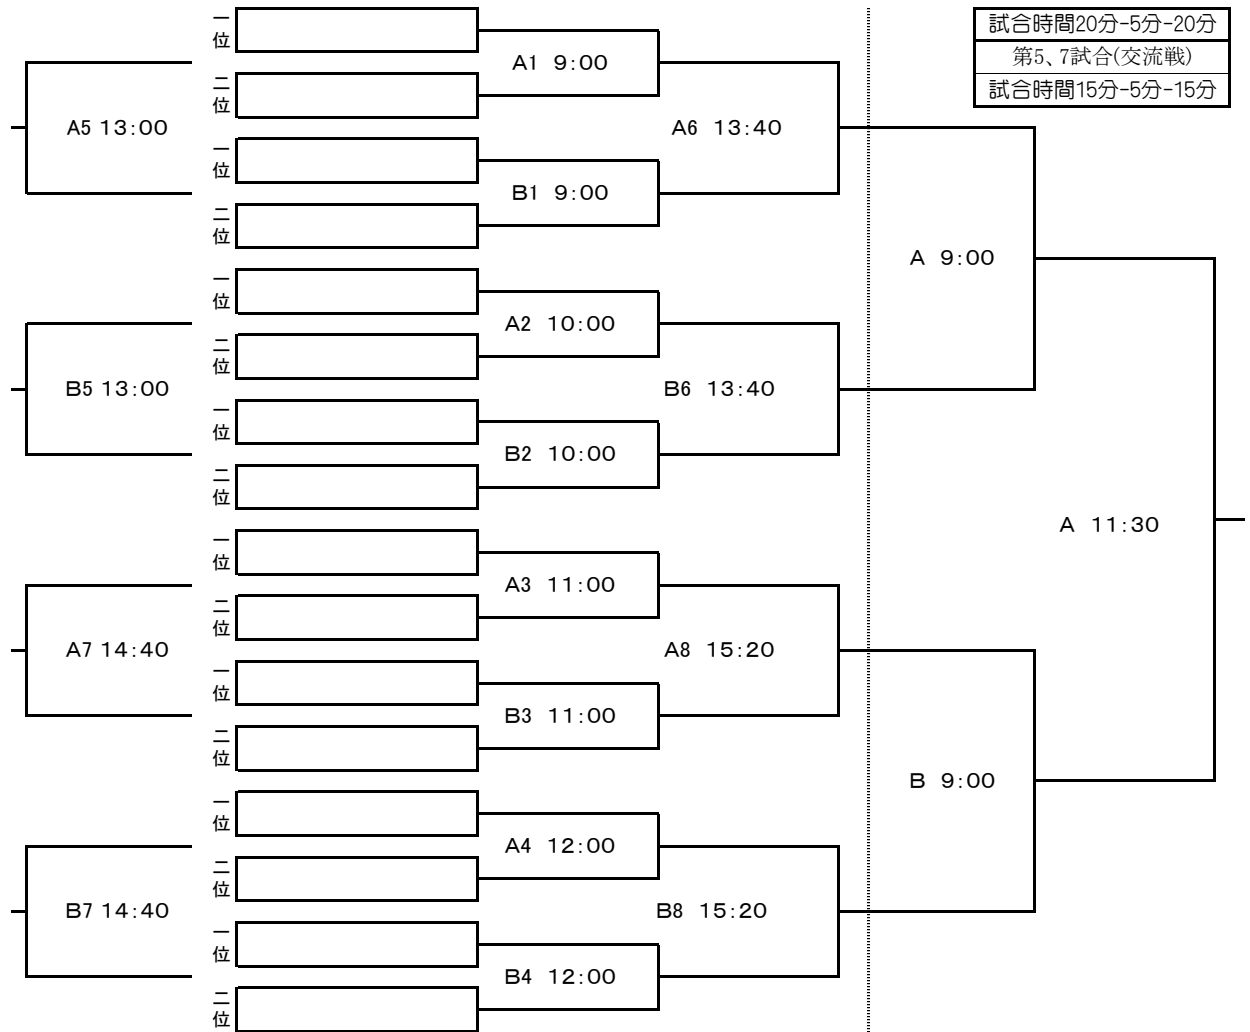 試合時間20分-5分-20分
第5、7試合(交流戦)
試合時間15分-5分-15分
一位
A1 9:00
二位
A5 13:00
A6 13:40
一位
B1 9:00
二位
A 9:00
一位
A2 10:00
二位
B5 13:00
B6 13:40
一位
B2 10:00
二位
A 11:30
一位
A3 11:00
二位
A7 14:40
A8 15:20
一位
B3 11:00
二位
B 9:00
一位
A4 12:00
二位
B7 14:40
B8 15:20
一位
B4 12:00
二位